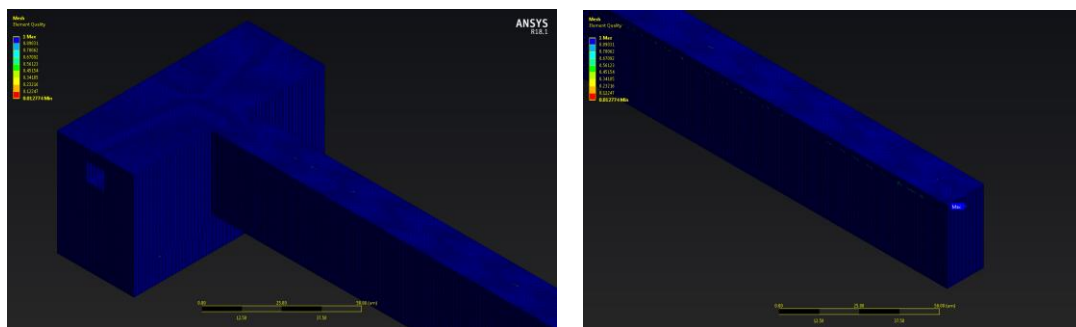 Mesh
Element Quality
1 Max
0.89031
0.78062
0.67092
0.56123
0.45154
0.34185
0.23216
0.12247
0.012774 Min
ANSYS
R18.1
0.00
25.00
50.00 (um)
12.50
37.50
Mesh
Element Quality
1 Max
0.89031
0.78062
0.67092
0.56123
0.45154
0.34185
0.23216
0.12247
0.012774 Min
Max
0.00
25.00
50.00 (um)
12.50
37.50